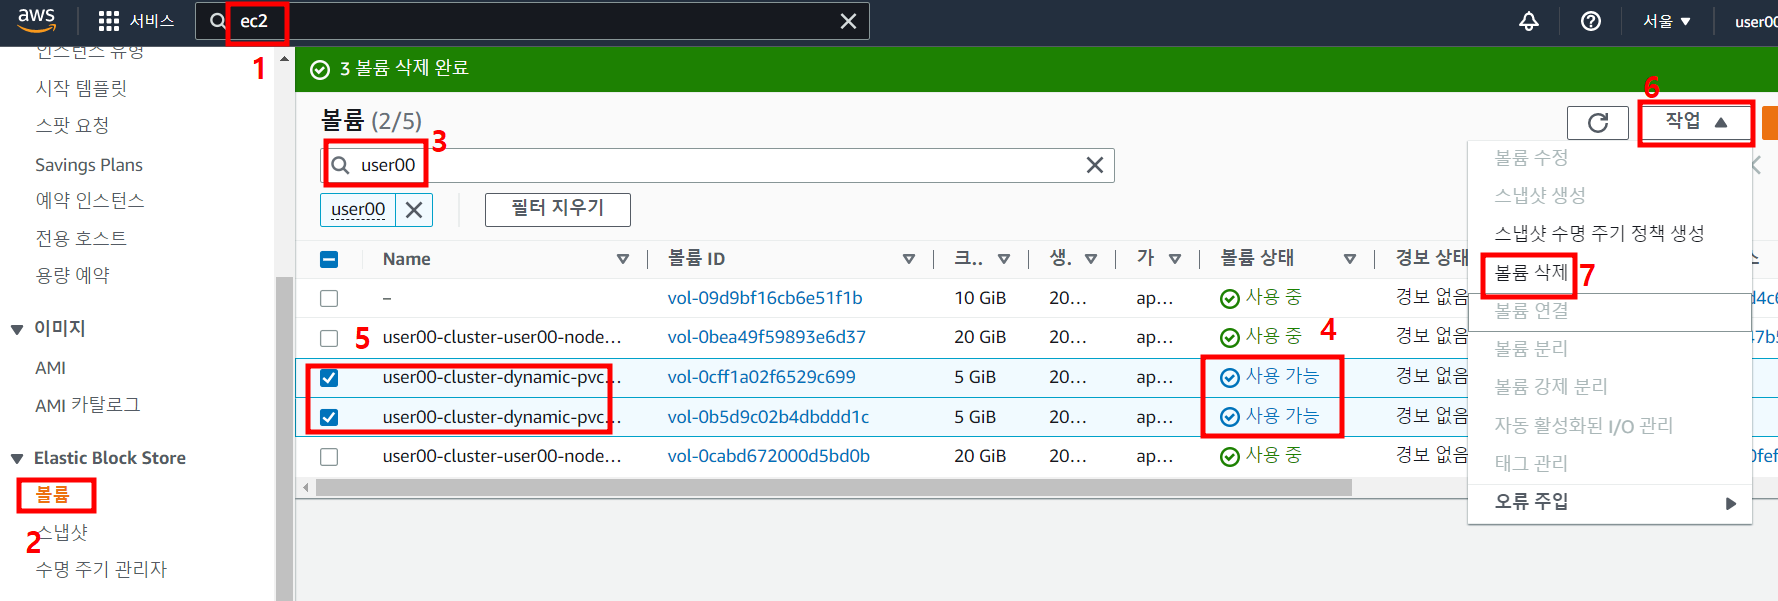 aws 서비스 ec2 서울 ▼ user00
1
인스턴스 유형
시작 템플릿
스팟 요청
Savings Plans
예약 인스턴스
전용 호스트
용량 예약
이미지
AMI
AMI 카탈로그
Elastic Block Store
볼륨
스냅샷
2
수명 주기 관리자
3 볼륨 삭제 완료
볼륨 (2/5)
3
user00
user00 필터 지우기
6
작업
볼륨 수정
스냅샷 생성
스냅샷 수명 주기 정책 생성
볼륨 삭제 7
볼륨 연결
볼륨 분리
볼륨 강제 분리
자동 활성화된 I/O 관리
태그 관리
오류 주입
Name 볼륨 ID 크.. 생. 가 볼륨 상태 경보 상태
– vol-09d9bf16cb6e51f1b 10 GiB 20... ap... 사용 중 경보 없음
5 4
user00-cluster-user00-node... vol-0bea49f59893e6d37 20 GiB 20... ap... 사용 중 경보 없음
user00-cluster-dynamic-pvc... vol-0cff1a02f6529c699 5 GiB 20... ap... 사용 가능 경보 없음
user00-cluster-dynamic-pvc... vol-0b5d9c02b4dbddd1c 5 GiB 20... ap... 사용 가능 경보 없음
user00-cluster-user00-node... vol-0cabd672000d5bd0b 20 GiB 20... ap... 사용 중 경보 없음